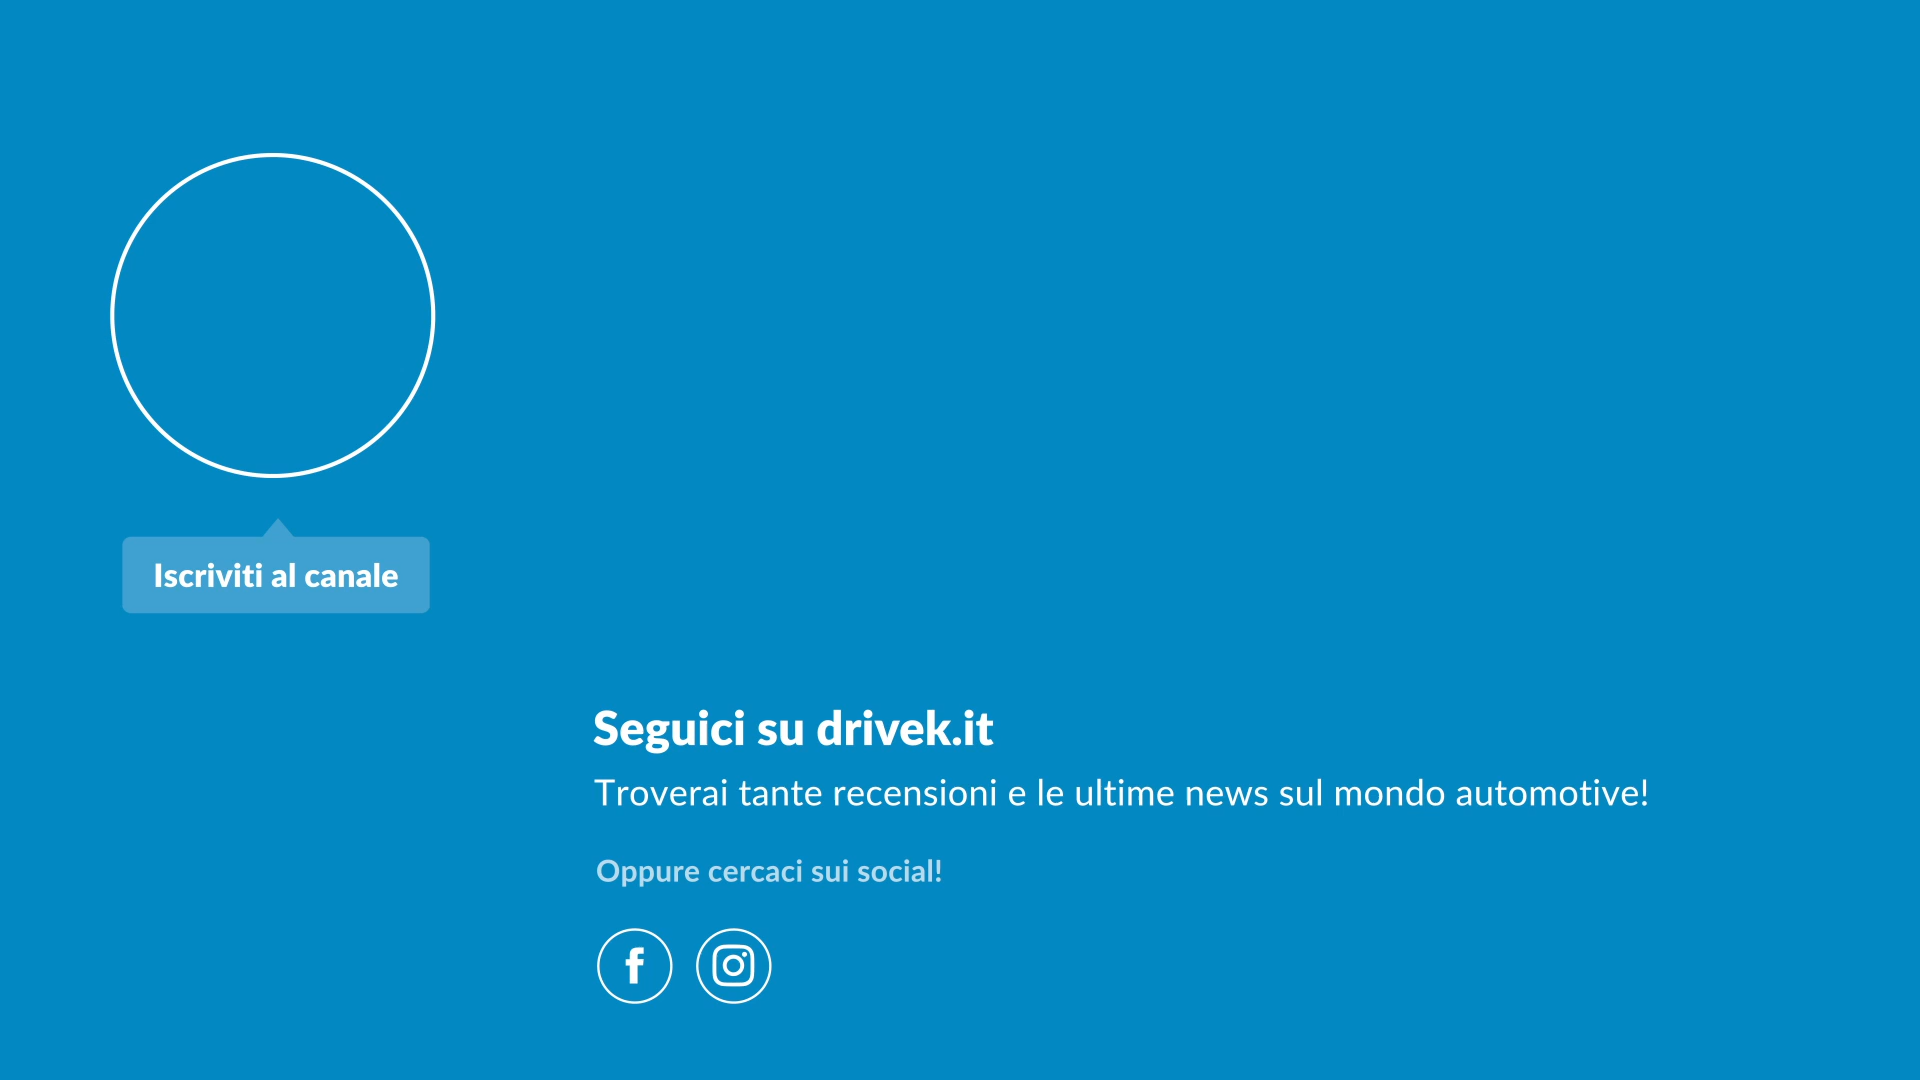 Iscriviti al canale
Seguici su drivek.it
Troverai tante recensioni e le ultime news sul mondo automotive!
Oppure cercaci sui social!